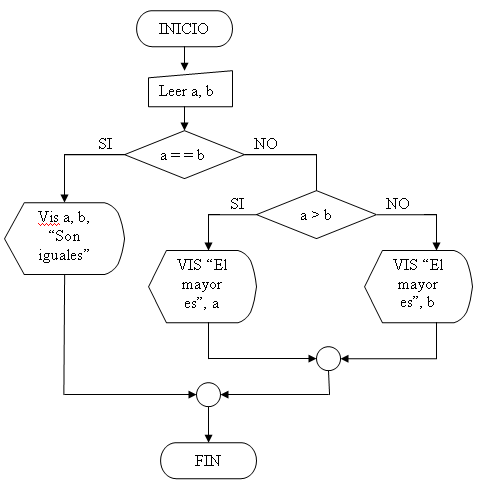 INICIO
Leer a, b
SI
NO
a == b
SI
NO
a > b
Vis a, b,
“Son
iguales”
VIS “El
mayor
es”, a
VIS “El
mayor
es”, b
FIN